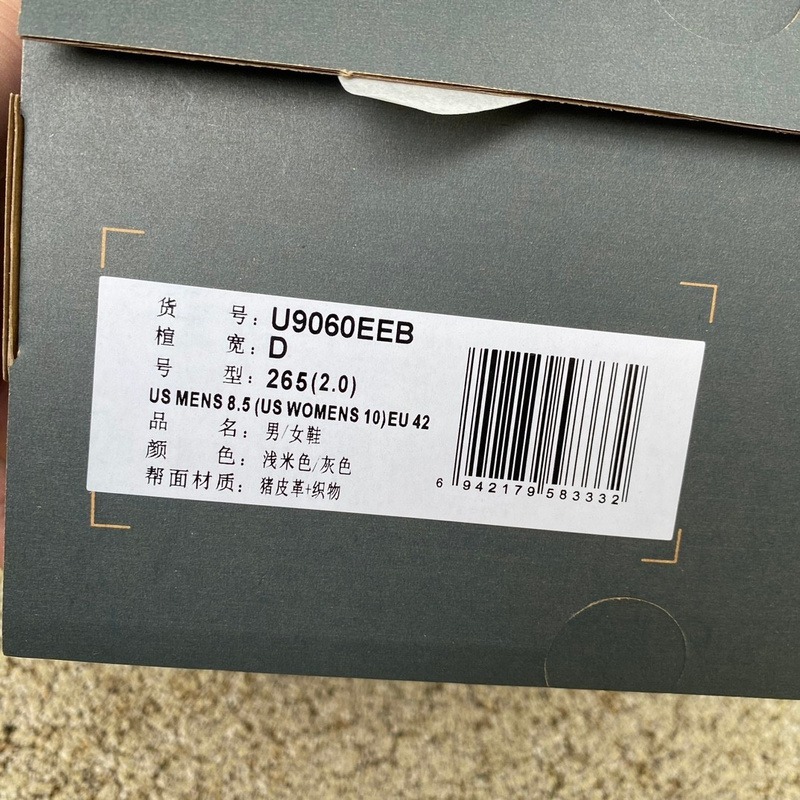 货 号：U9060EEB
楦 宽：D
号 型：265(2.0)
US MENS 8.5 (US WOMENS 10) EU 42
品 名：男/女鞋
颜 色：浅米色/灰色
帮面材质：猪皮革+织物
6 942179 583332